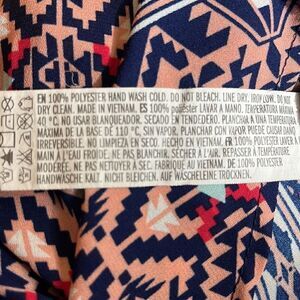 EN 100% POLYESTER HAND WASH COLD. DO NOT BLEACH. LINE DRY. IRON LOW. DO NOT
DRY CLEAN. MADE IN VIETNAM. ES 100% poliéster LAVAR A MANO, TEMPERATURA MÁXIMA
40 °C. NO USAR BLANQUEADOR. SECADO EN TENDEDERO. PLANCHAR A UNA TEMPERATURA
MÁXIMA DE LA BASE DE 110 °C, SIN VAPOR. PLANCHAR CON VAPOR PUEDE CAUSAR DAÑO
IRREVERSIBLE. NO LIMPIEZA EN SECO. HECHO EN VIETNAM. FR 100% POLYESTER LAVER À LA
MAIN À L'EAU FROIDE. NE PAS BLANCHIR. SÉCHER SUR FIL. REPASSER À TEMPÉRATURE
MODÉRÉE. NE PAS NETTOYER À SEC. FABRIQUÉ AU VIETNAM. DE 100% POLYESTER.
HANDWÄSCHE KALT. NICHT BLEICHEN. AUF WÄSCHELEINE TROCKNEN.